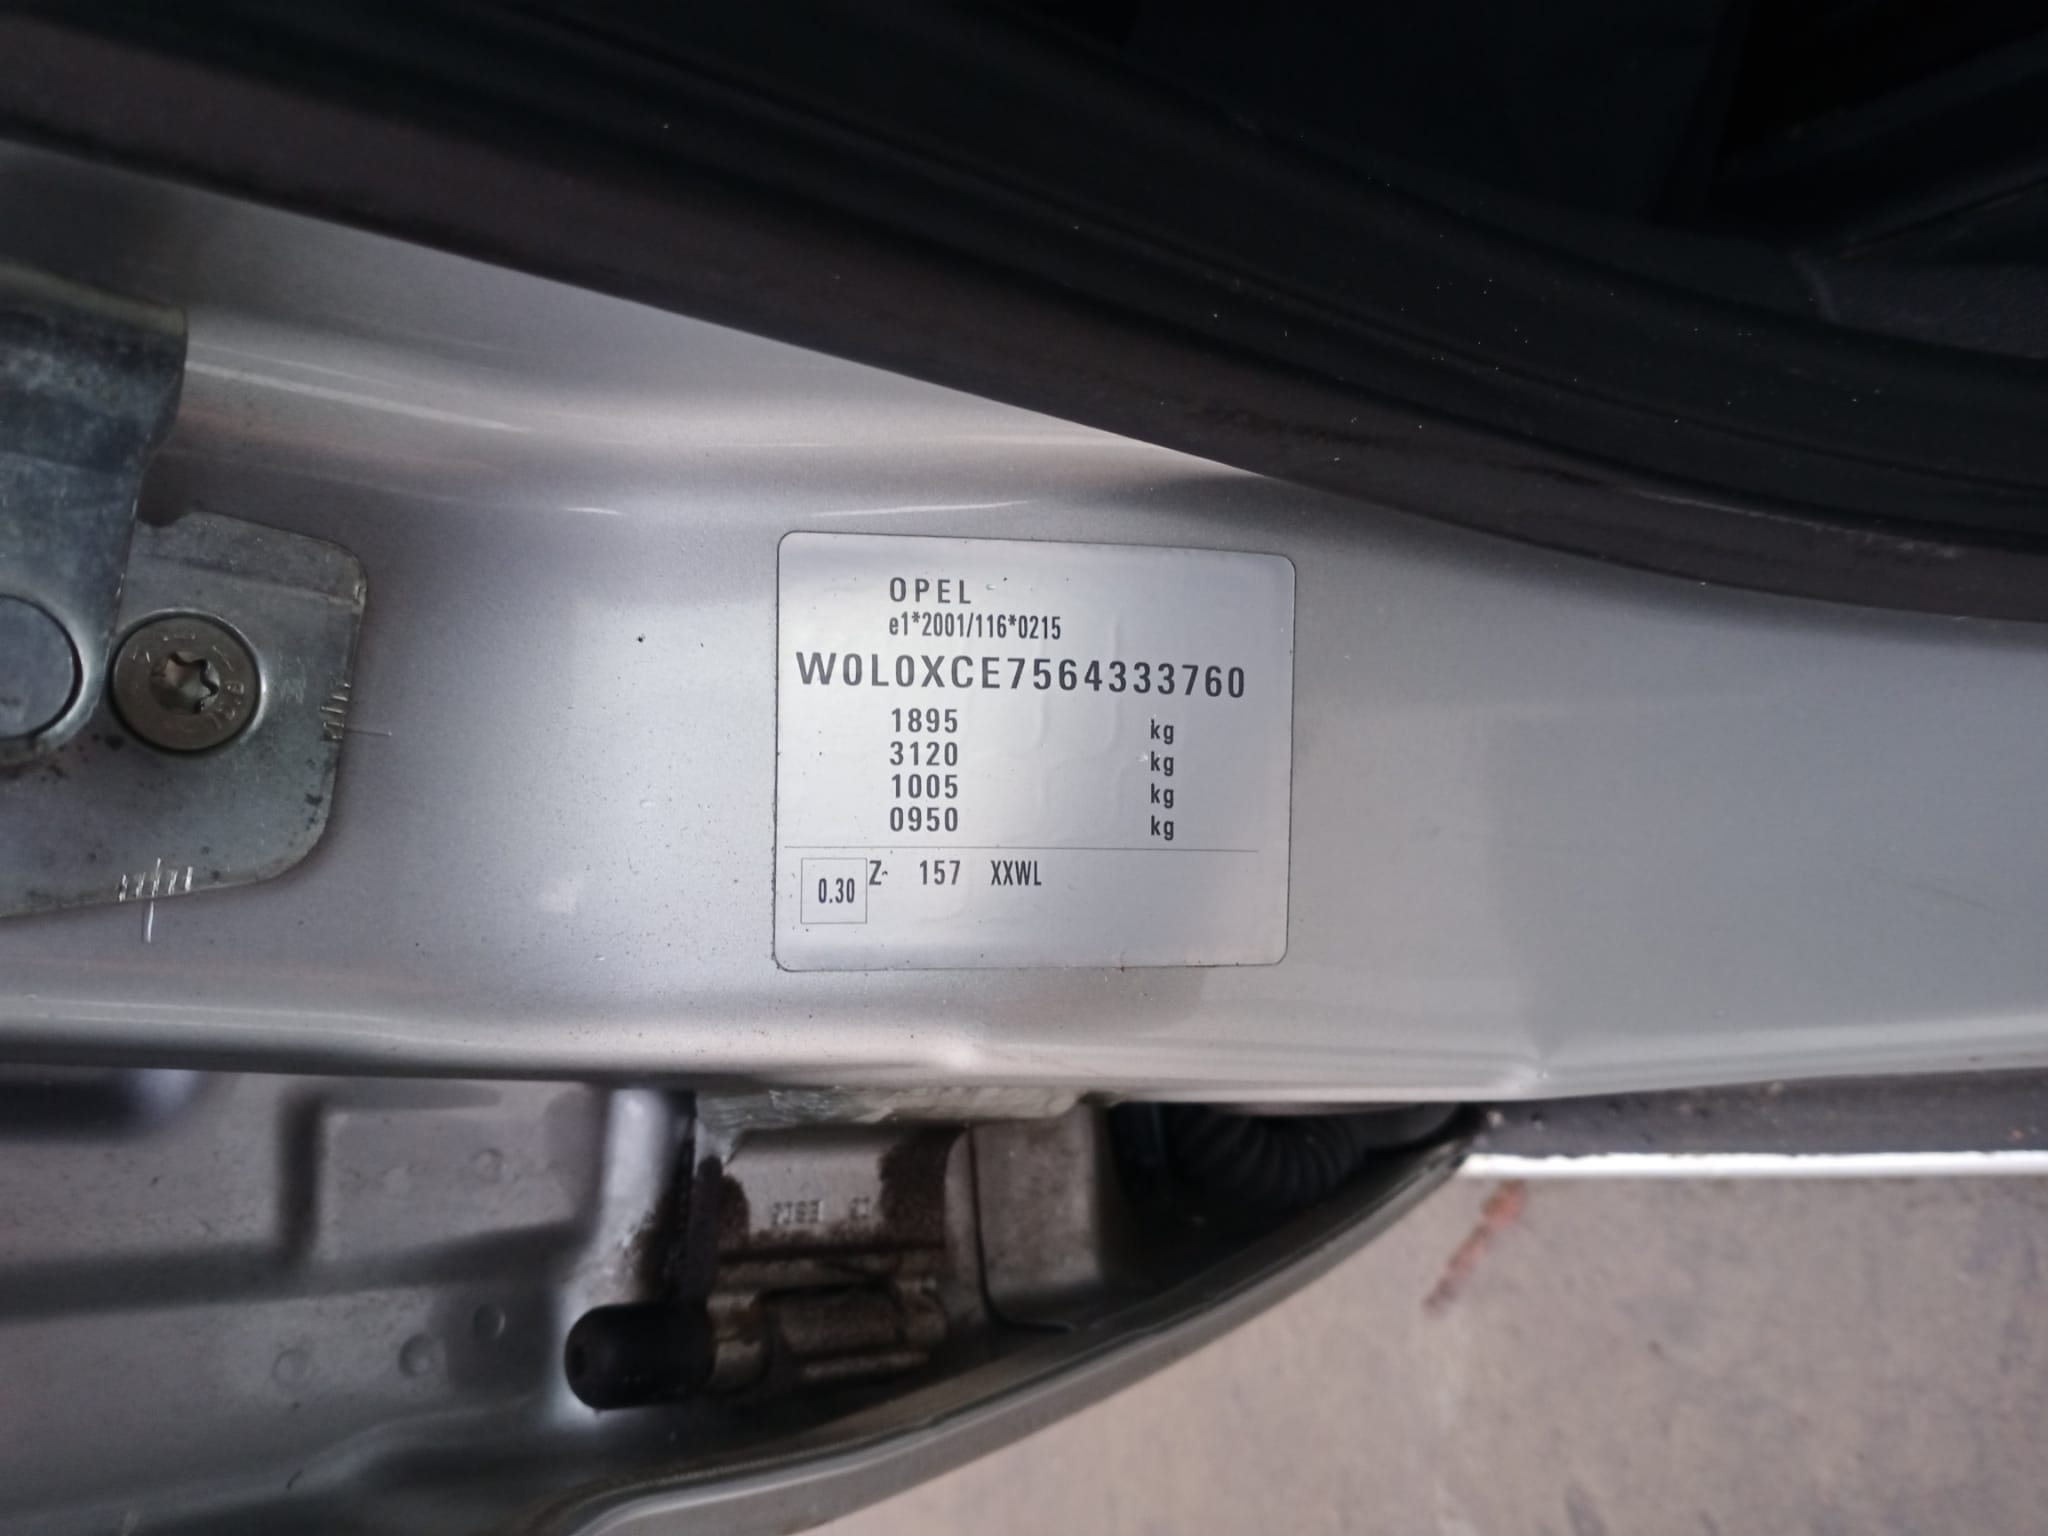 OPEL
e1*2001/116*0215
W0L0XCE7564333760
1895 kg
3120 kg
1005 kg
0950 kg
0.30 Z- 157 XXWL